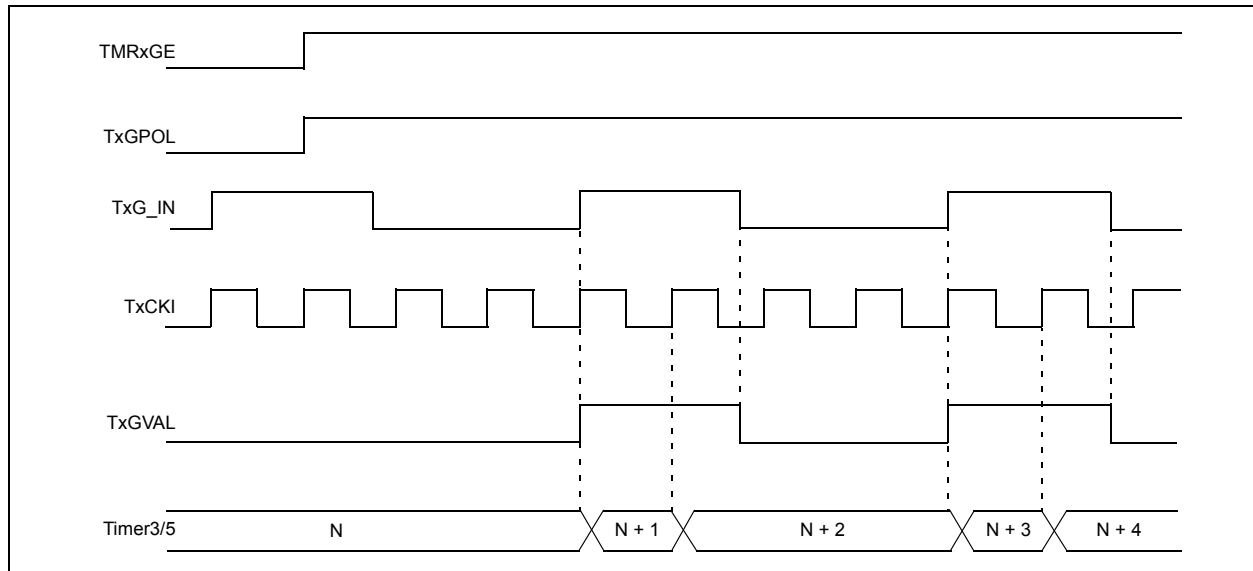 TMRxGE
TxGPOL
TxG_IN
TxCKI
TxGVAL
Timer3/5 N N + 1 N + 2 N + 3 N + 4